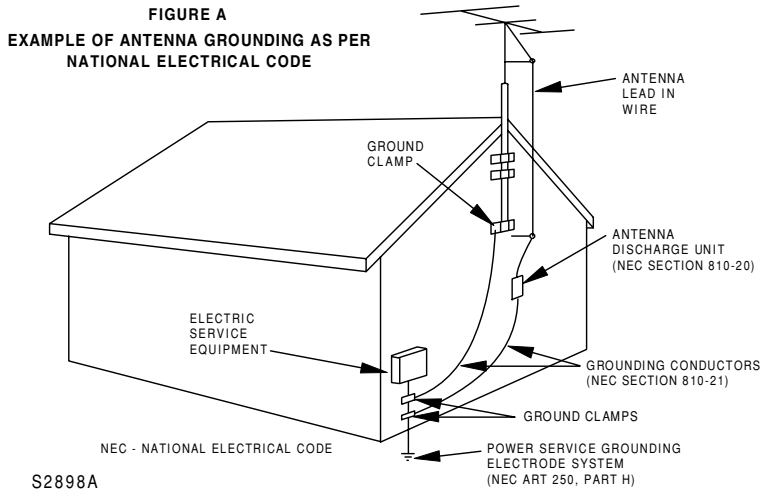 FIGURE A
EXAMPLE OF ANTENNA GROUNDING AS PER
NATIONAL ELECTRICAL CODE
ANTENNA
LEAD IN
WIRE
GROUND
CLAMP
ANTENNA
DISCHARGE UNIT
(NEC SECTION 810-20)
ELECTRIC
SERVICE
EQUIPMENT
GROUNDING CONDUCTORS
(NEC SECTION 810-21)
GROUND CLAMPS
NEC - NATIONAL ELECTRICAL CODE
POWER SERVICE GROUNDING
ELECTRODE SYSTEM
(NEC ART 250, PART H)
S2898A